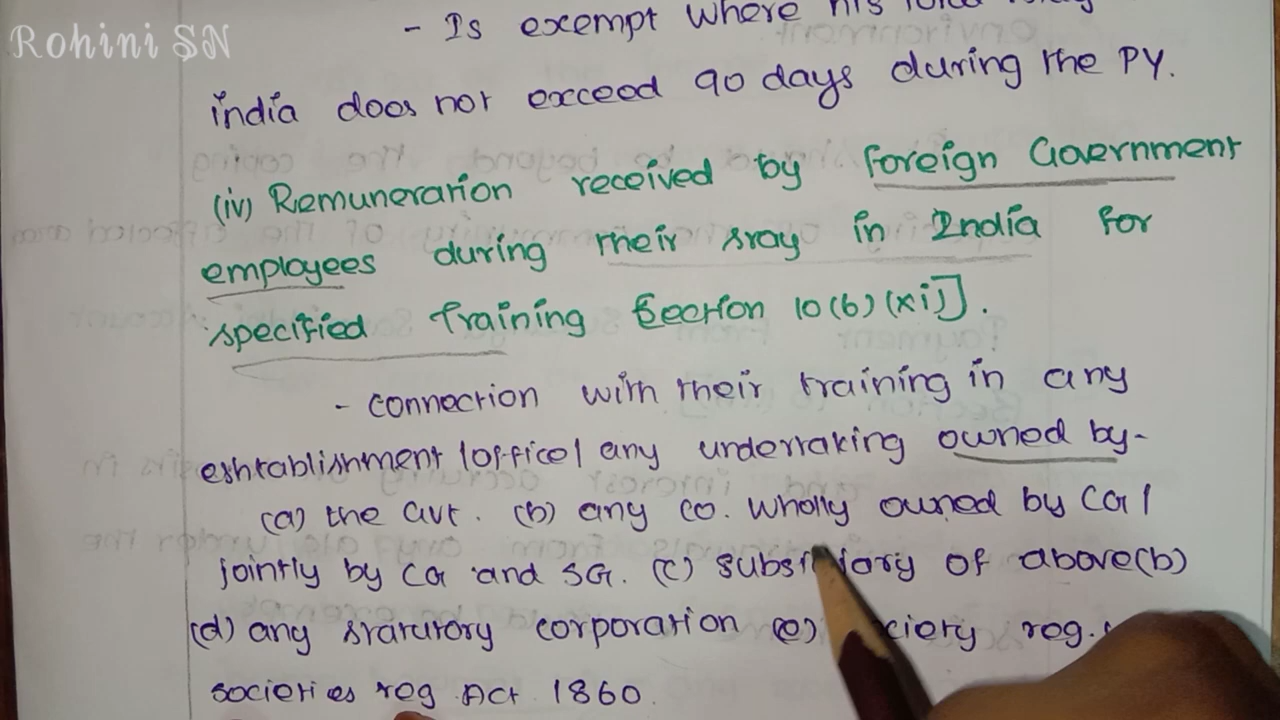 Rohini SN
- Is exempt where his
india does not exceed 90 days during the PY.
(iv) Remuneration received by foreign Government
employees during their stay in India for
specified Training [Section 10(6)(xi)].
- connection with their training in any
eshtablishment /office/ any undertaking owned by-
(a) the Gvt. (b) any co. wholly owned by CG/
jointly by CG and SG. (c) subsidiary of above(b)
(d) any statutory corporation (e) society reg.
societies reg Act 1860.